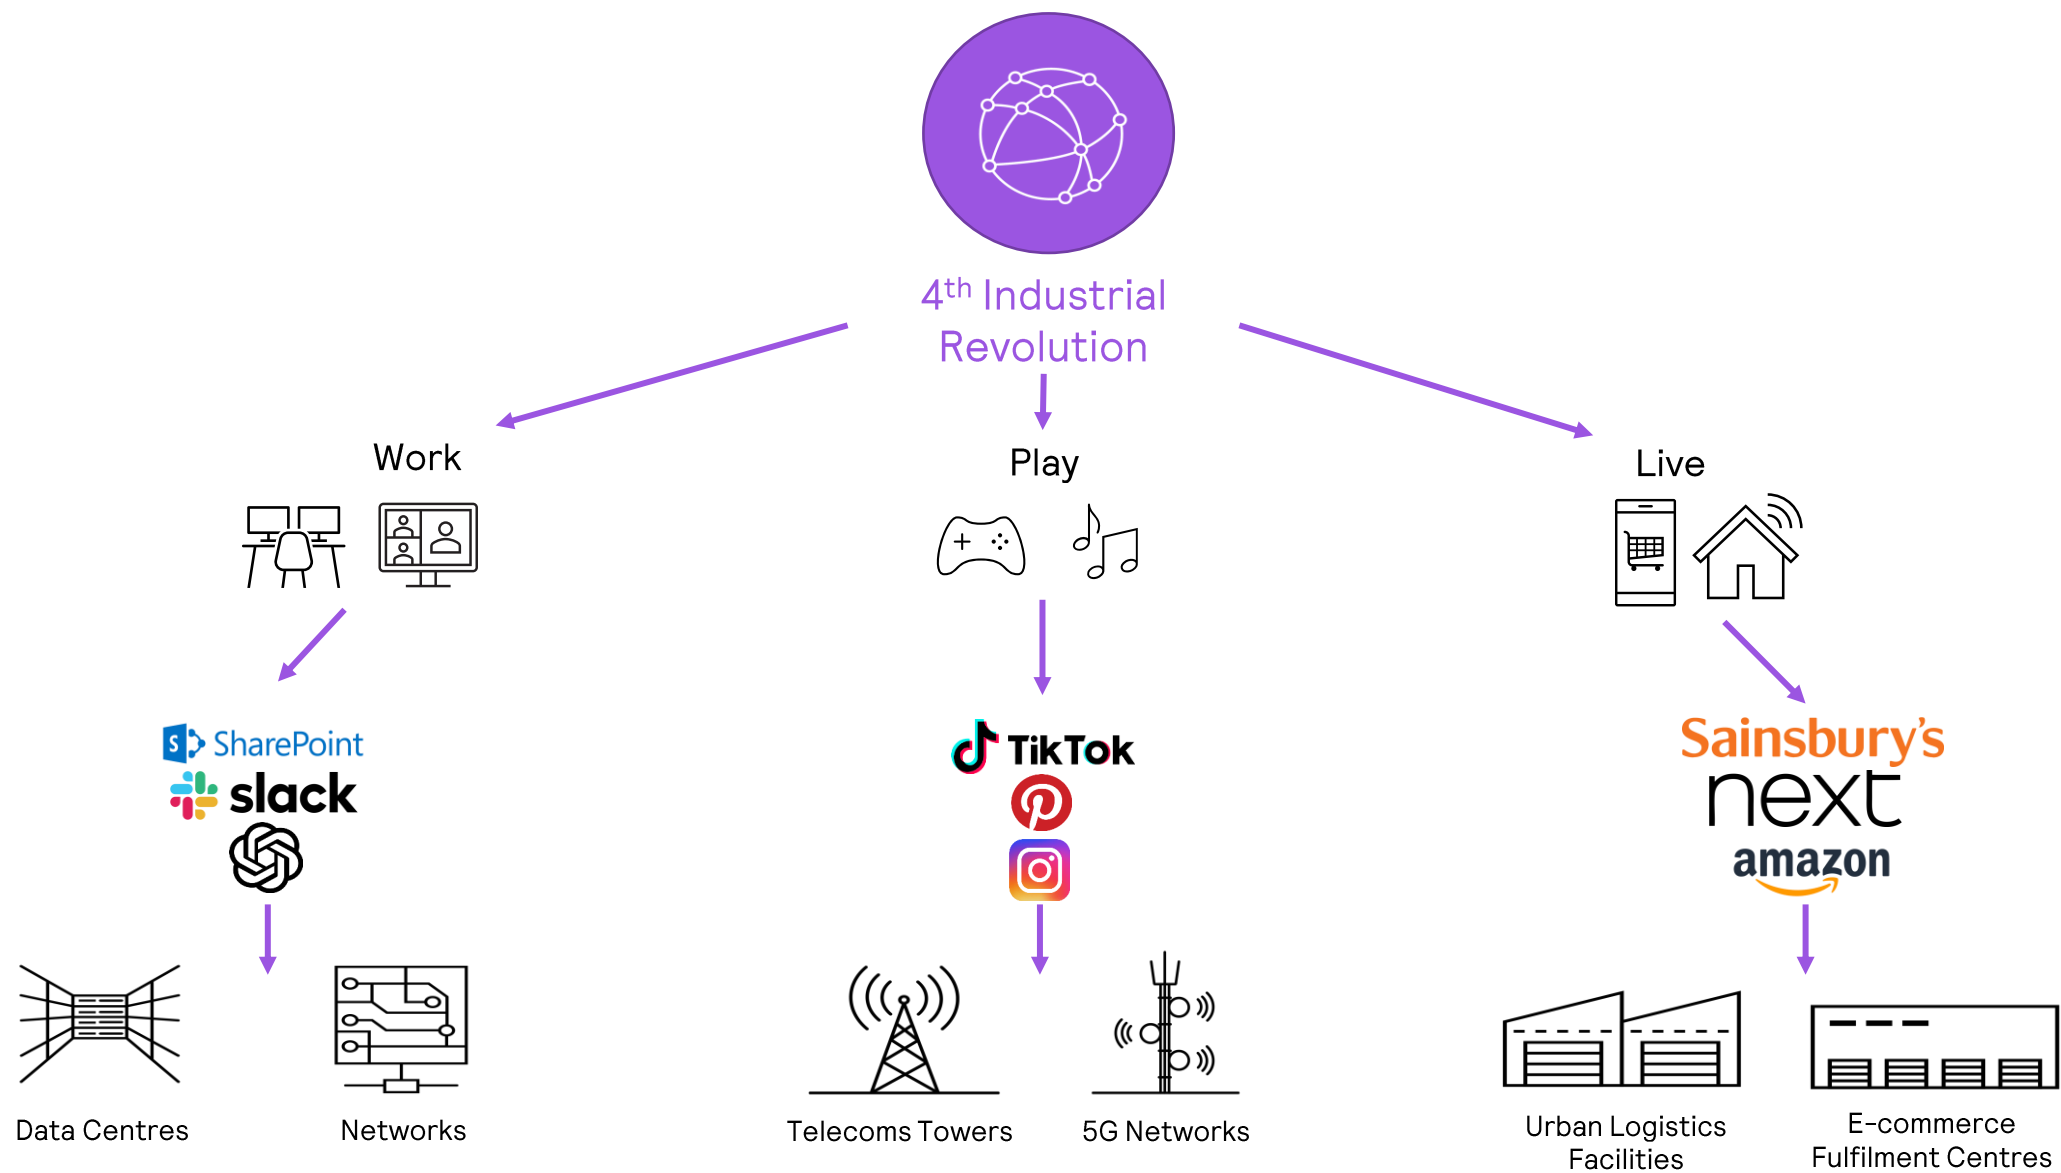 4th Industrial
Revolution
Work
Play
Live
S SharePoint
slack
TikTok
Sainsbury's
next
amazon
Data Centres
Networks
Telecoms Towers
5G Networks
Urban Logistics
Facilities
E-commerce
Fulfilment Centres